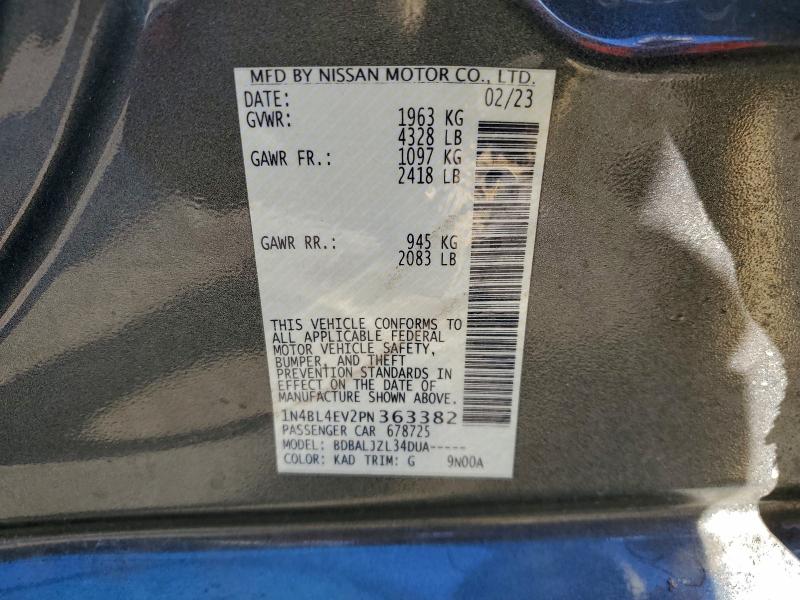 MFD BY NISSAN MOTOR CO., LTD.
DATE: 02/23
GVWR: 1963 KG
4328 LB
GAWR FR.: 1097 KG
2418 LB
GAWR RR.: 945 KG
2083 LB
THIS VEHICLE CONFORMS TO
ALL APPLICABLE FEDERAL
MOTOR VEHICLE SAFETY,
BUMPER, AND THEFT
PREVENTION STANDARDS IN
EFFECT ON THE DATE OF
MANUFACTURE SHOWN ABOVE.
1N4BL4EV2PN363382
PASSENGER CAR 678725
MODEL: BDBALJZL34DUA-----
COLOR: KAD TRIM: G 9N00A